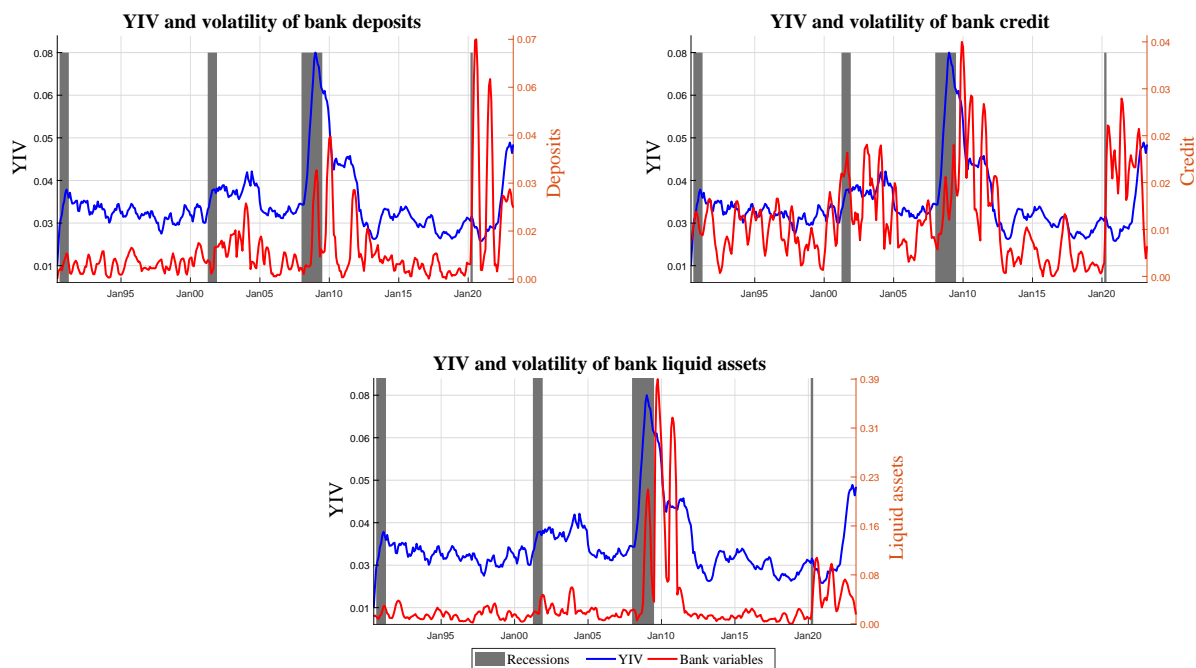 YIV and volatility of bank deposits
YIV and volatility of bank credit
0.08
0.06
0.05
0.04
0.03
0.01
YIV
0.07
0.06
0.04
0.03
0.02
0.00
Deposits
Jan95 Jan00 Jan05 Jan10 Jan15 Jan20
0.08
0.06
0.05
0.04
0.03
0.01
YIV
0.04
0.03
0.02
0.02
0.01
0.00
Credit
Jan95 Jan00 Jan05 Jan10 Jan15 Jan20
YIV and volatility of bank liquid assets
0.08
0.06
0.05
0.04
0.03
0.01
YIV
0.39
0.31
0.23
0.16
0.08
0.00
Liquid assets
Jan95 Jan00 Jan05 Jan10 Jan15 Jan20
Recessions YIV Bank variables